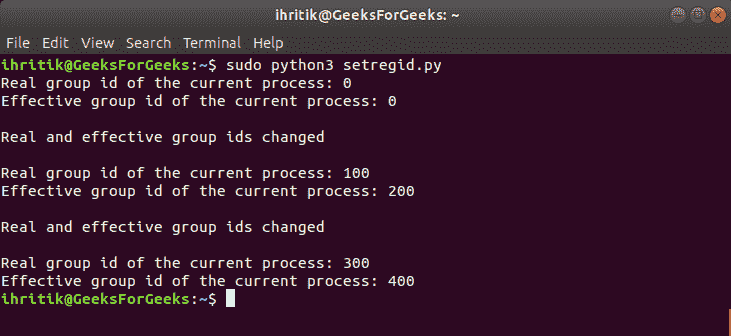 ihritik@GeeksForGeeks: ~
File Edit View Search Terminal Help
ihritik@GeeksForGeeks:~$ sudo python3 setregid.py
Real group id of the current process: 0
Effective group id of the current process: 0
Real and effective group ids changed
Real group id of the current process: 100
Effective group id of the current process: 200
Real and effective group ids changed
Real group id of the current process: 300
Effective group id of the current process: 400
ihritik@GeeksForGeeks:~$